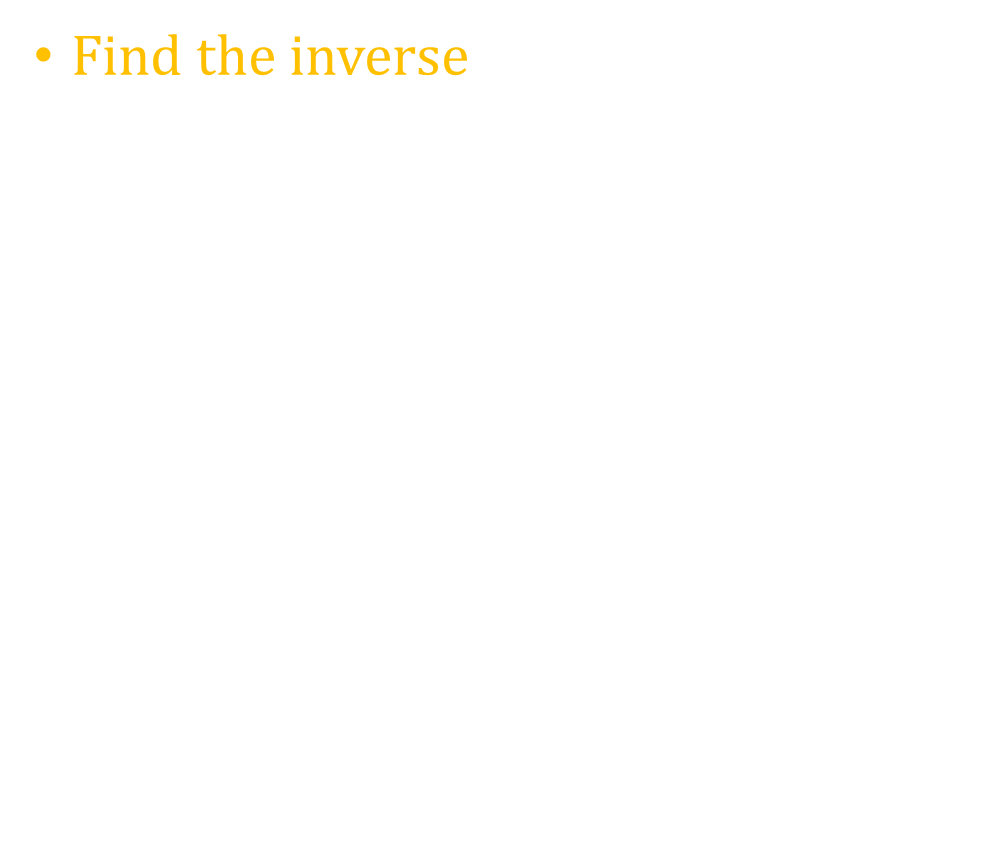 • Find the inverse